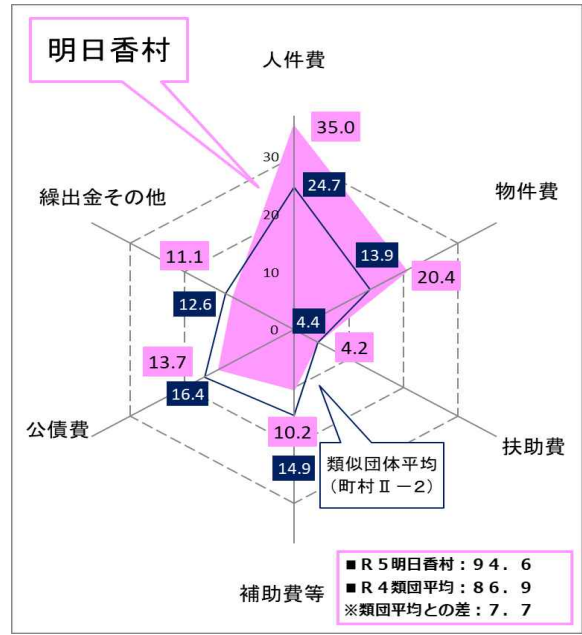 明日香村
人件費
35.0
30
24.7
物件費
繰出金その他
20
13.9
11.1
20.4
10
12.6
4.4
0
4.2
13.7
16.4
公債費
10.2
扶助費
類似団体平均
(町村Ⅱ-2)
14.9
補助費等
■R5明日香村:94.6
■R4類団平均:86.9
※類団平均との差:7.7